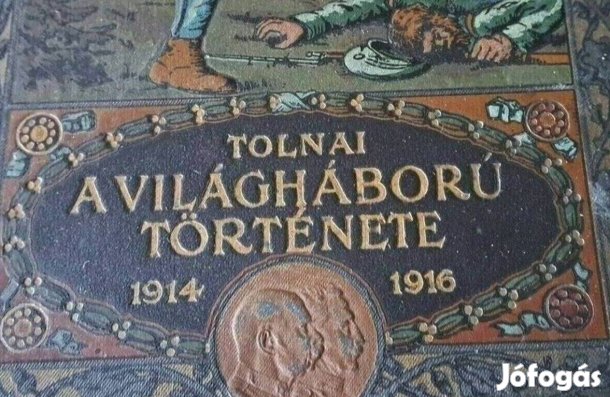 TOLNAI
A VILÁGHÁBORÚ
TÖRTÉNETE
1914 1916
Jófogás